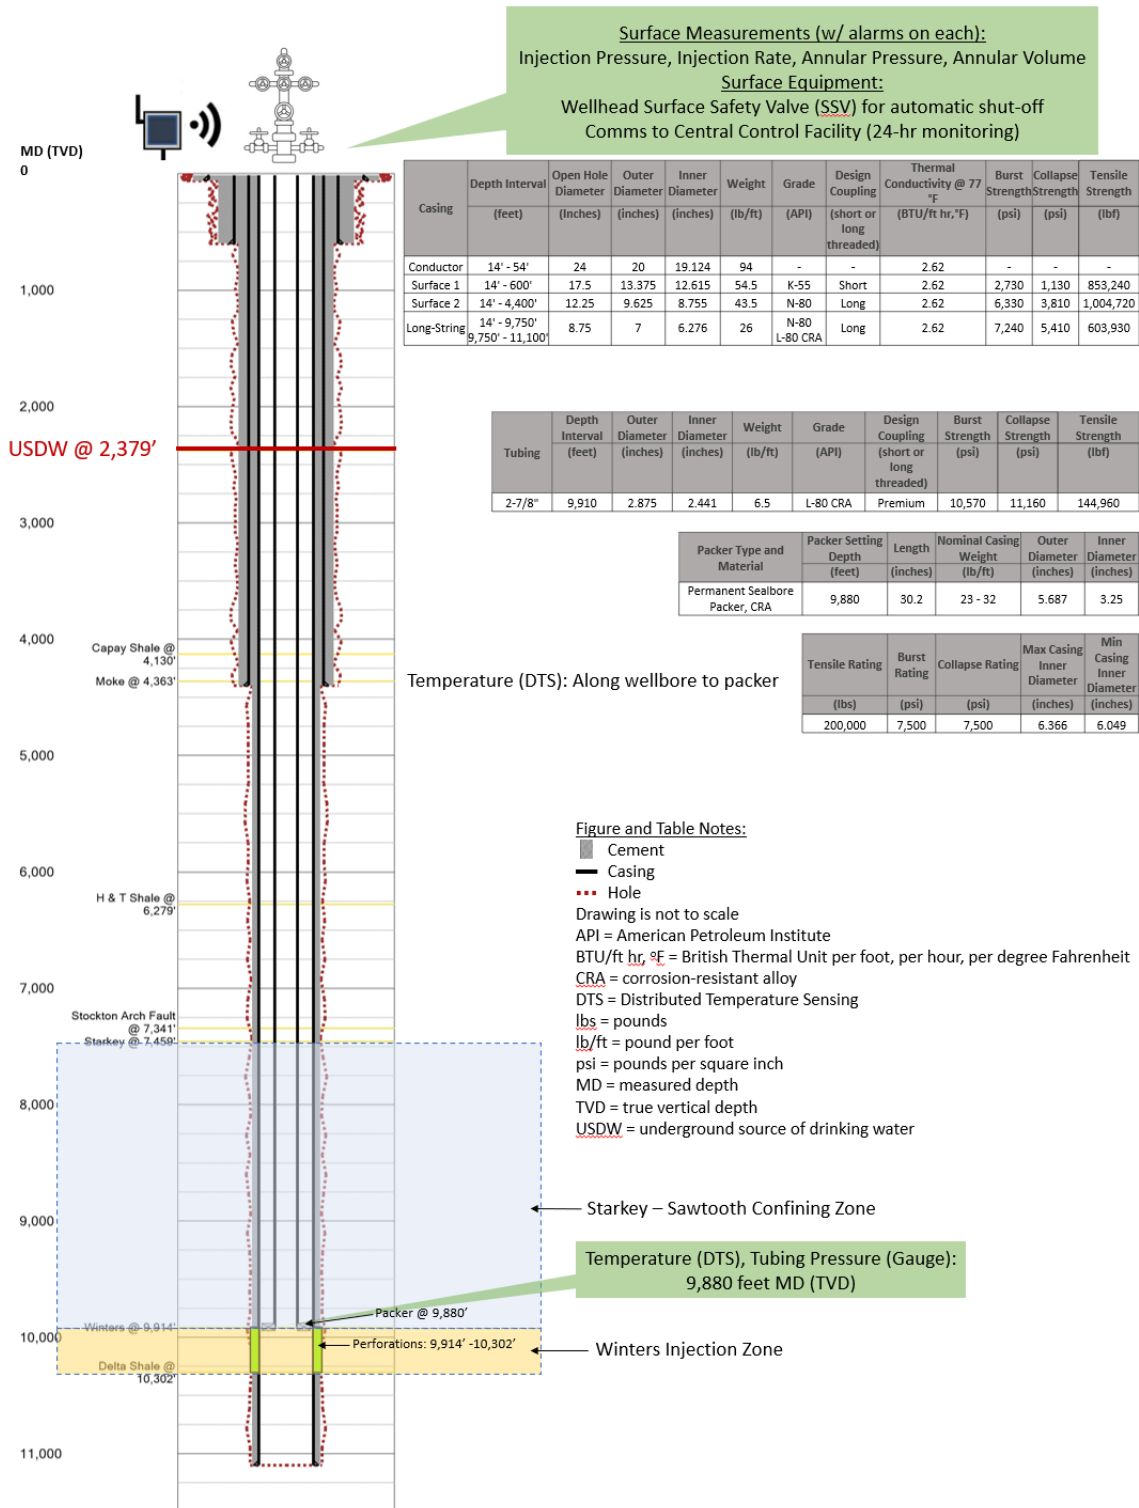 Surface Measurements (w/ alarms on each):
Injection Pressure, Injection Rate, Annular Pressure, Annular Volume
Surface Equipment:
Wellhead Surface Safety Valve (SSV) for automatic shut-off
Comms to Central Control Facility (24-hr monitoring)
MD (TVD)
0
1,000
2,000
USDW @ 2,379'
3,000
4,000
Capay Shale @
4,130'
Moke @ 4,363'
5,000
6,000
H & T Shale @
6,279'
7,000
Stockton Arch Fault
@ 7,341'
Starkey @ 7,459'
8,000
9,000
Winters @ 9,914'
10,000
Delta Shale @
10,302'
11,000
Casing Depth Interval Open Hole Diameter Outer Diameter Inner Diameter Weight Grade Design Coupling Thermal Conductivity @ 77 °F Burst Strength Collapse Strength Tensile Strength
(feet) (Inches) (inches) (inches) (lb/ft) (API) (short or long threaded) (BTU/ft hr,°F) (psi) (psi) (lbf)
Conductor 14' - 54' 24 20 19.124 94 - - 2.62 - - -
Surface 1 14' - 600' 17.5 13.375 12.615 54.5 K-55 Short 2.62 2,730 1,130 853,240
Surface 2 14' - 4,400' 12.25 9.625 8.755 43.5 N-80 Long 2.62 6,330 3,810 1,004,720
Long-String 14' - 9,750' 9,750' - 11,100' 8.75 7 6.276 26 N-80 L-80 CRA Long 2.62 7,240 5,410 603,930
Tubing Depth Interval Outer Diameter Inner Diameter Weight Grade Design Coupling Burst Strength Collapse Strength Tensile Strength
(feet) (inches) (inches) (lb/ft) (API) (short or long threaded) (psi) (psi) (lbf)
2-7/8" 9,910 2.875 2.441 6.5 L-80 CRA Premium 10,570 11,160 144,960
Packer Type and Material Packer Setting Depth Length Nominal Casing Weight Outer Diameter Inner Diameter
(feet) (inches) (lb/ft) (inches) (inches)
Permanent Sealbore Packer, CRA 9,880 30.2 23 - 32 5.687 3.25
Tensile Rating Burst Rating Collapse Rating Max Casing Inner Diameter Min Casing Inner Diameter
(lbs) (psi) (psi) (inches) (inches)
200,000 7,500 7,500 6.366 6.049
Temperature (DTS): Along wellbore to packer
Figure and Table Notes:
Cement
Casing
Hole
Drawing is not to scale
API = American Petroleum Institute
BTU/ft hr, °F = British Thermal Unit per foot, per hour, per degree Fahrenheit
CRA = corrosion-resistant alloy
DTS = Distributed Temperature Sensing
lbs = pounds
lb/ft = pound per foot
psi = pounds per square inch
MD = measured depth
TVD = true vertical depth
USDW = underground source of drinking water
Starkey – Sawtooth Confining Zone
Temperature (DTS), Tubing Pressure (Gauge):
9,880 feet MD (TVD)
Packer @ 9,880'
Perforations: 9,914' -10,302'
Winters Injection Zone